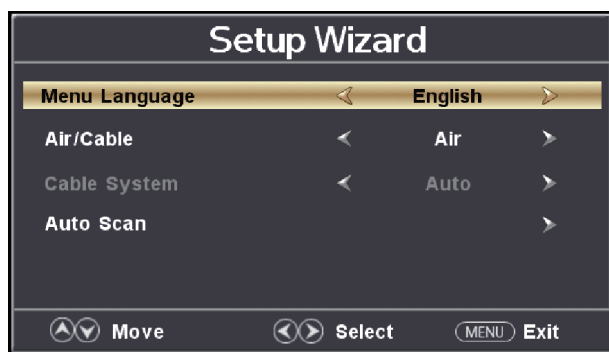 Setup Wizard
Menu Language English
Air/Cable Air
Cable System Auto
Auto Scan
Move Select MENU Exit